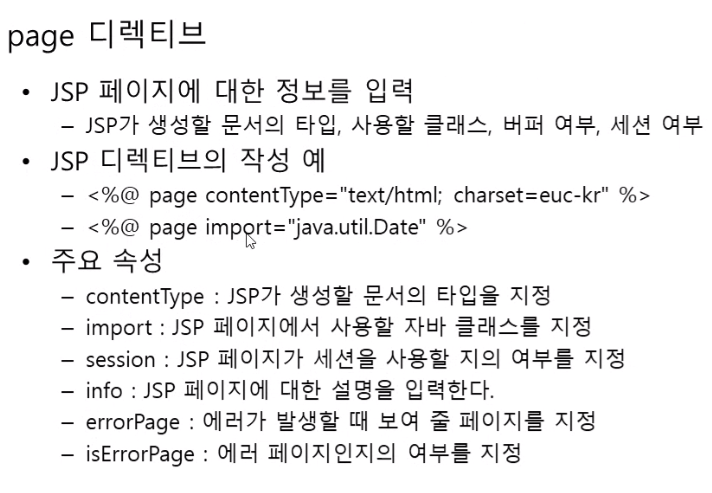 page 디렉티브
• JSP 페이지에 대한 정보를 입력
– JSP가 생성할 문서의 타입, 사용할 클래스, 버퍼 여부, 세션 여부
• JSP 디렉티브의 작성 예
– <%@ page contentType="text/html; charset=euc-kr" %>
– <%@ page import="java.util.Date" %>
• 주요 속성
– contentType : JSP가 생성할 문서의 타입을 지정
– import : JSP 페이지에서 사용할 자바 클래스를 지정
– session : JSP 페이지가 세션을 사용할 지의 여부를 지정
– info : JSP 페이지에 대한 설명을 입력한다.
– errorPage : 에러가 발생할 때 보여 줄 페이지를 지정
– isErrorPage : 에러 페이지인지의 여부를 지정